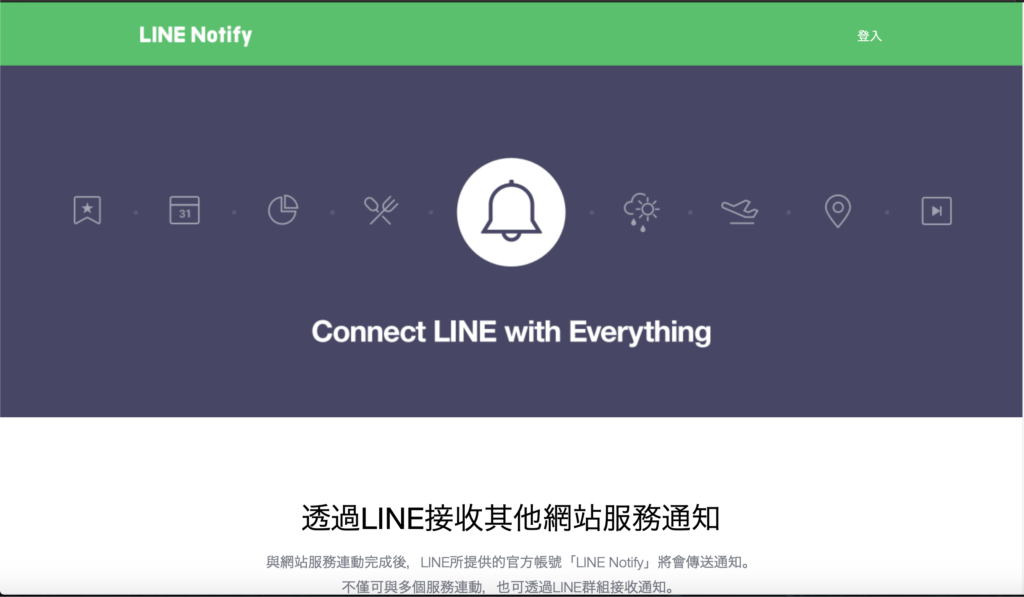 LINE Notify
登入
31
Connect LINE with Everything
透過LINE接收其他網站服務通知
與網站服務連動完成後，LINE所提供的官方帳號「LINE Notify」將會傳送通知。
不僅可與多個服務連動，也可透過LINE群組接收通知。